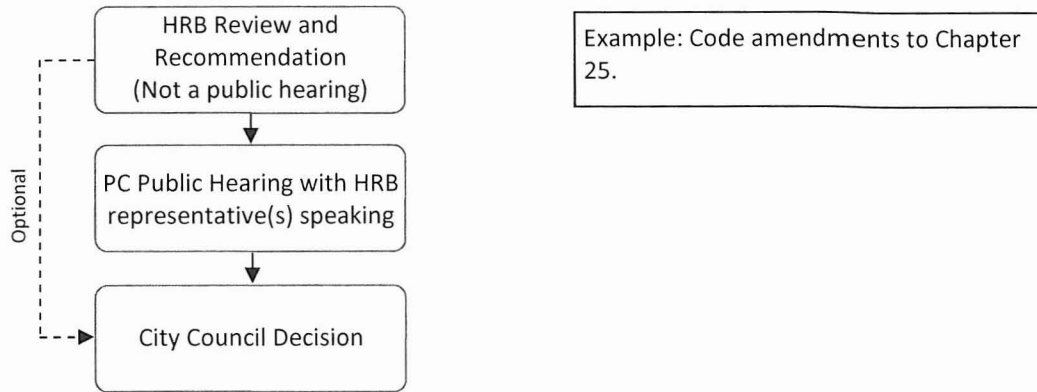 HRB Review and
Recommendation
(Not a public hearing)
Example: Code amendments to Chapter
25.
Optional
PC Public Hearing with HRB
representative(s) speaking
City Council Decision